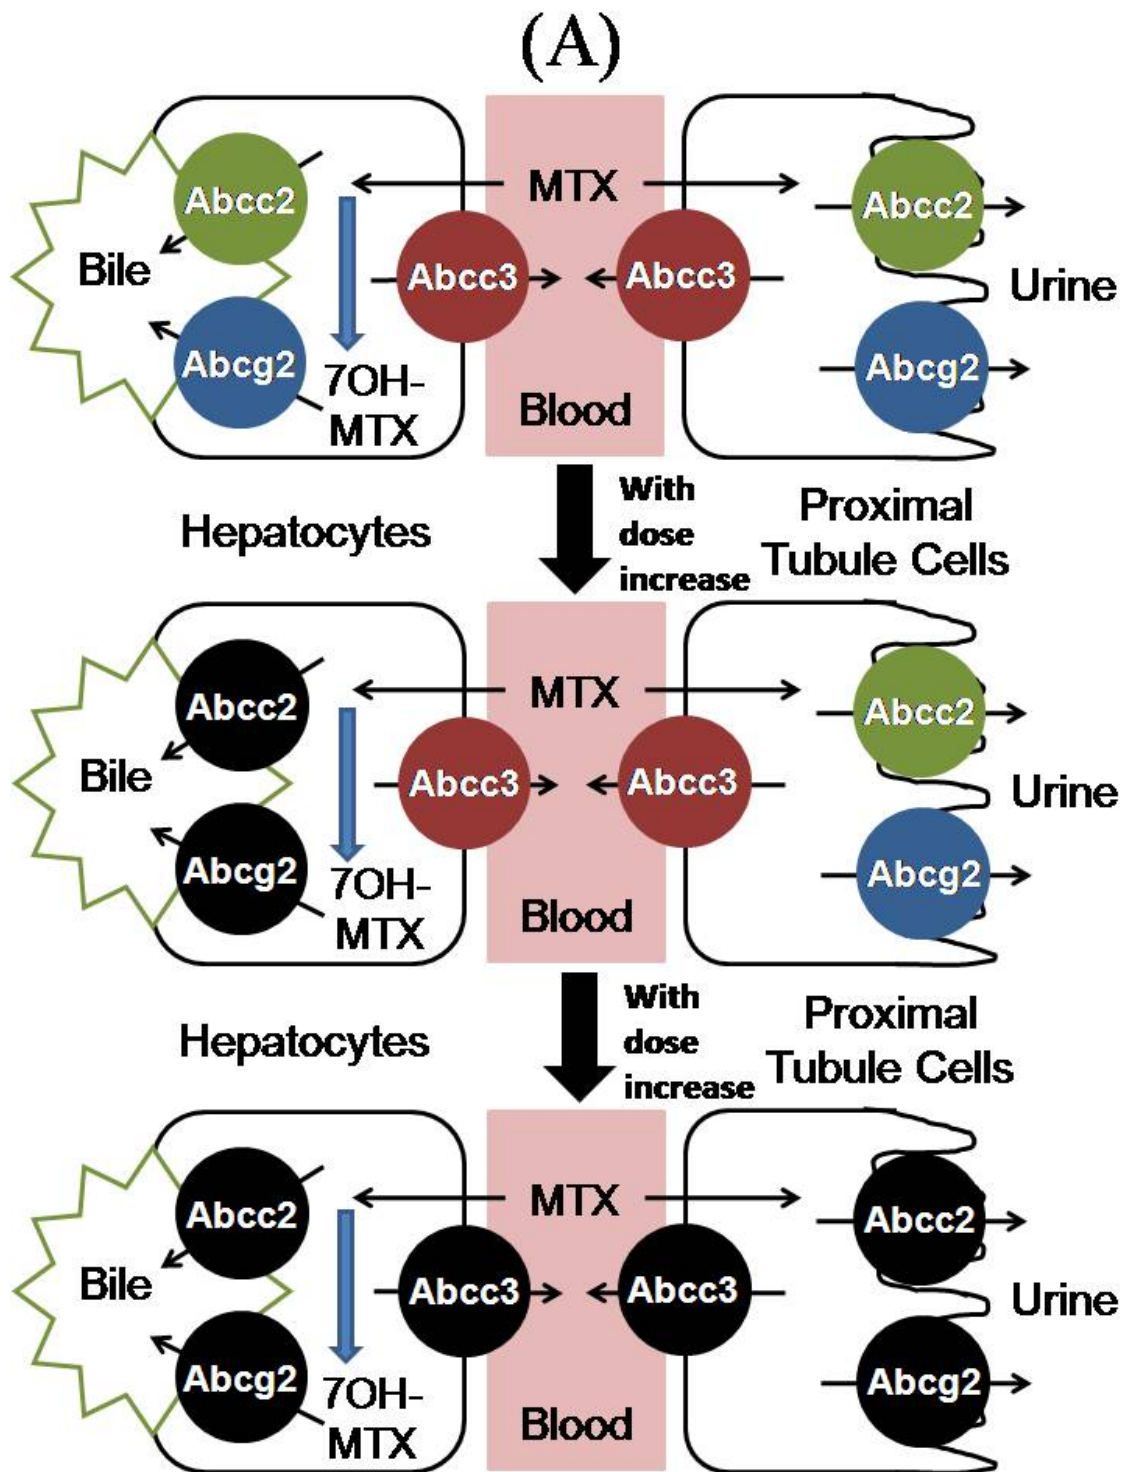 (A)
Abcc2
MTX
Abcc2
Bile
Abcc3
Abcc3
Urine
Abcg2
7OH-
MTX
Blood
Abcg2
Hepatocytes
With
dose
increase
Proximal
Tubule Cells
Abcc2
MTX
Abcc2
Bile
Abcc3
Abcc3
Urine
Abcg2
7OH-
MTX
Blood
Abcg2
Hepatocytes
With
dose
increase
Proximal
Tubule Cells
Abcc2
MTX
Abcc2
Bile
Abcc3
Abcc3
Urine
Abcg2
7OH-
MTX
Blood
Abcg2